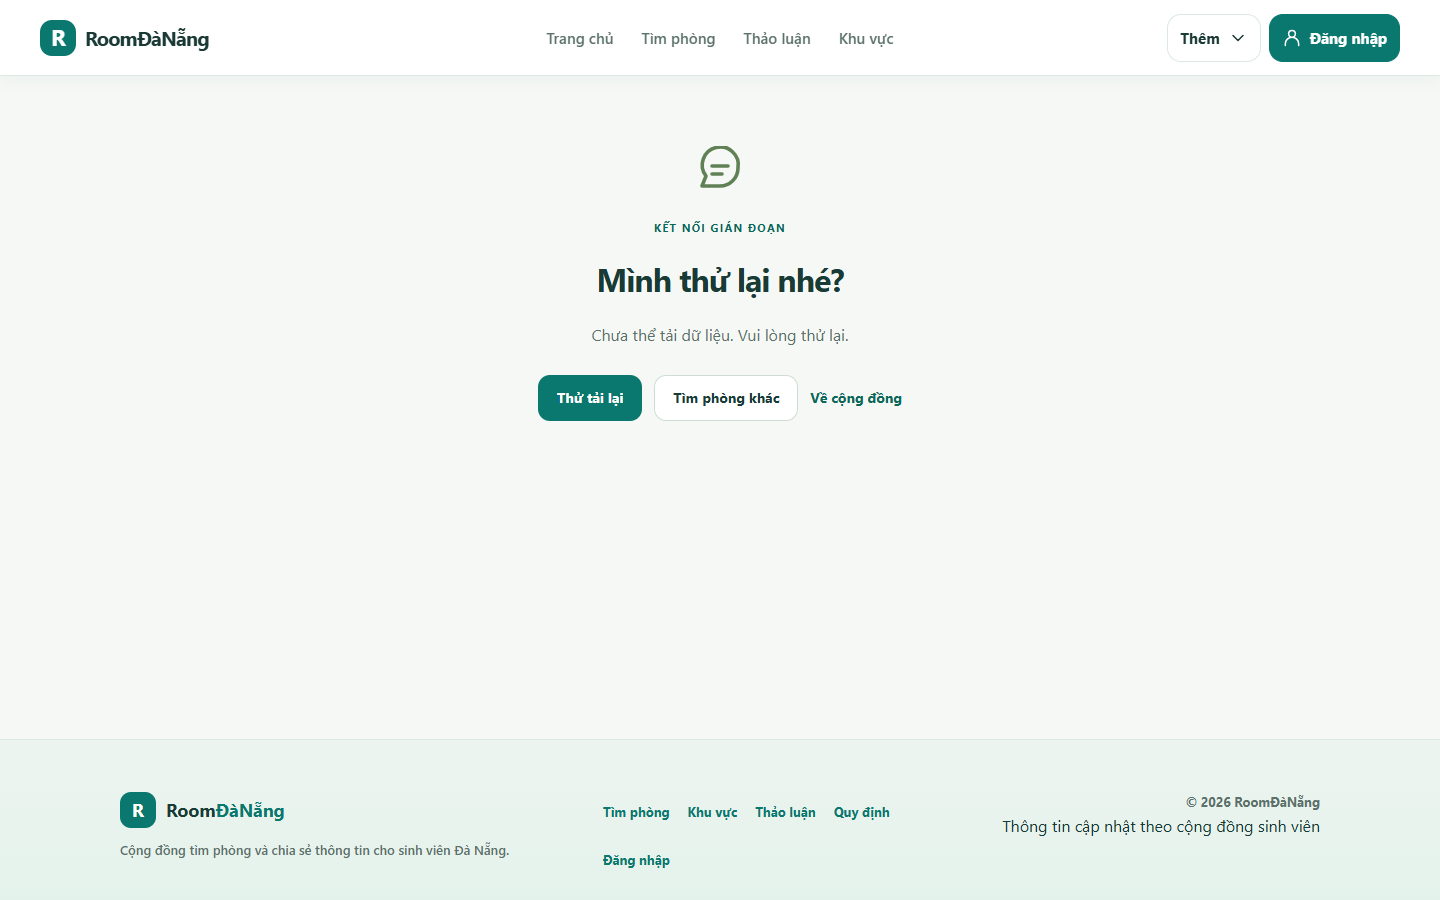 R RoomĐàNẵng
Trang chủ Tìm phòng Thảo luận Khu vực
Thêm
Đăng nhập
KẾT NỐI GIÁN ĐOẠN
Mình thử lại nhé?
Chưa thể tải dữ liệu. Vui lòng thử lại.
Thử tải lại Tìm phòng khác Về cộng đồng
R RoomĐàNẵng
Cộng đồng tìm phòng và chia sẻ thông tin cho sinh viên Đà Nẵng.
Tìm phòng Khu vực Thảo luận Quy định
Đăng nhập
© 2026 RoomĐàNẵng
Thông tin cập nhật theo cộng đồng sinh viên